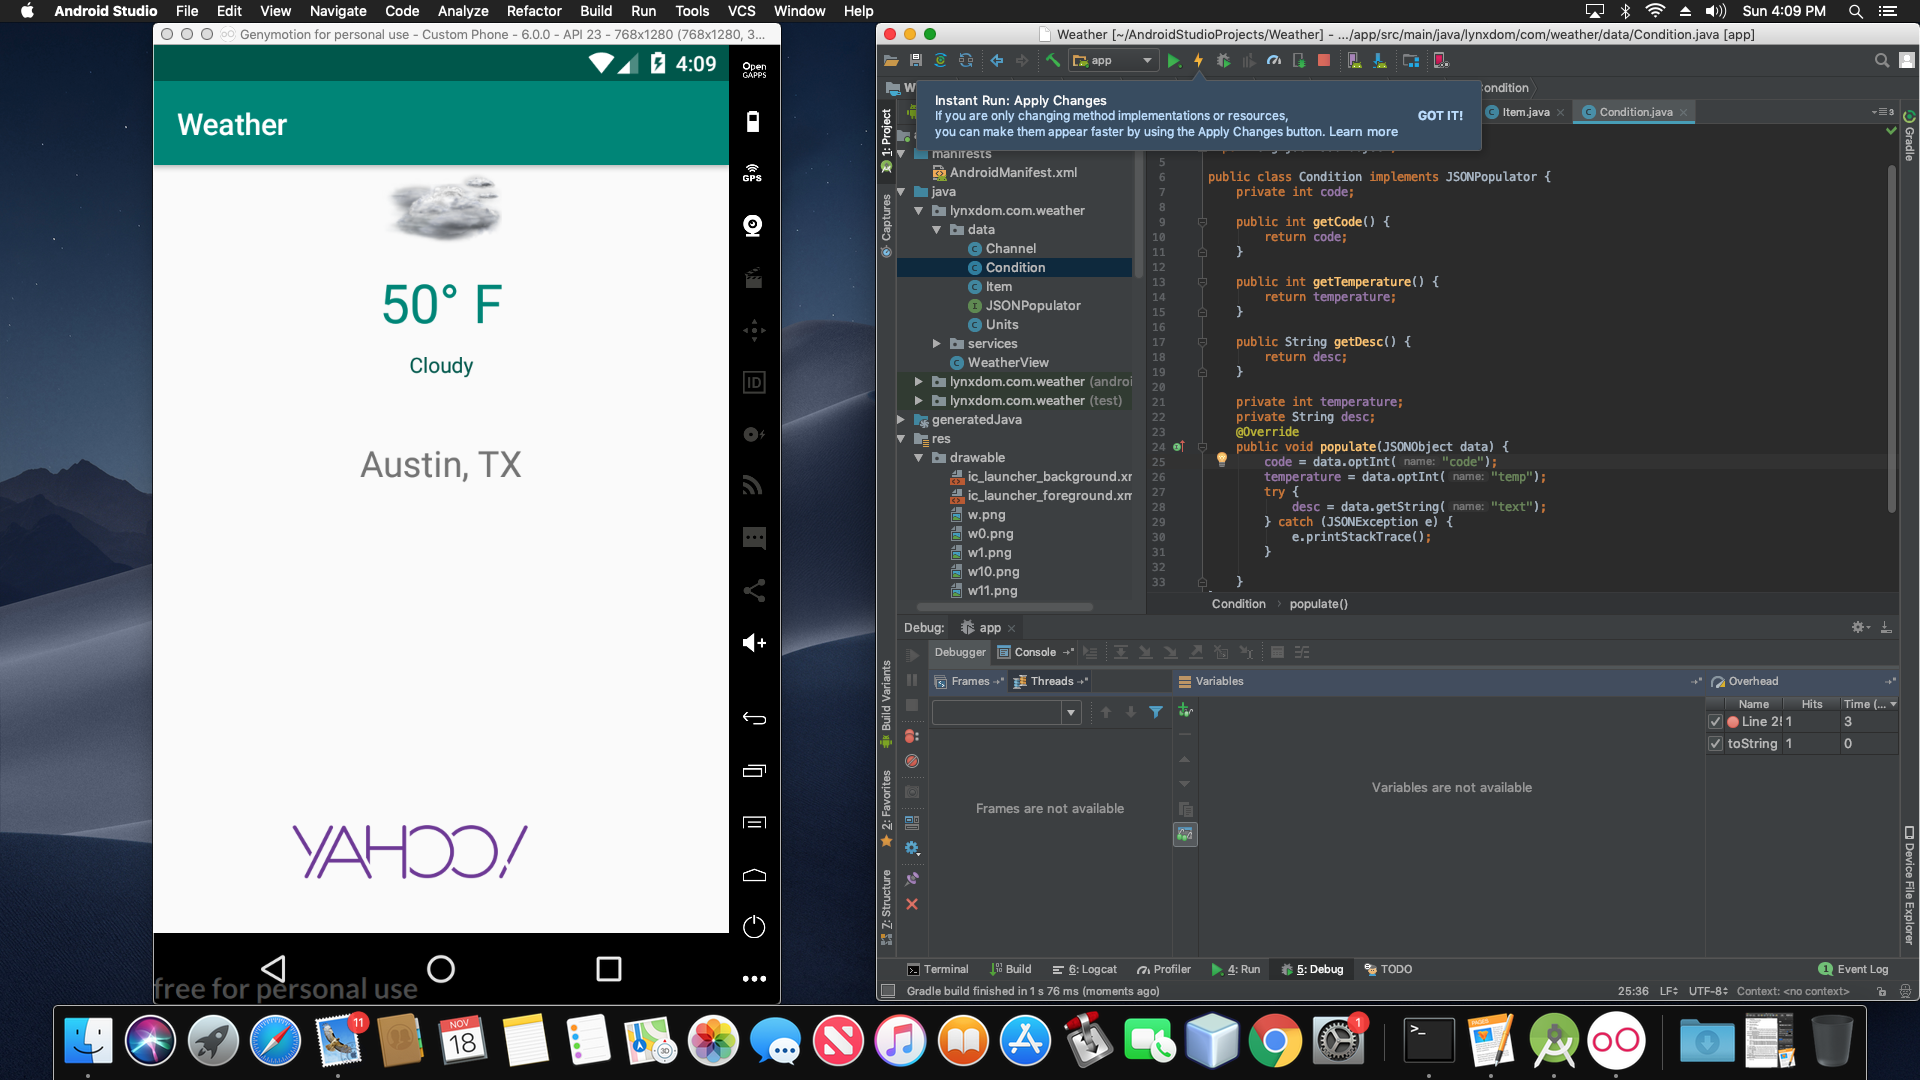 Android Studio File Edit View Navigate Code Analyze Refactor Build Run Tools VCS Window Help
Sun 4:09 PM
Genymotion for personal use - Custom Phone - 6.0.0 - API 23 - 768x1280 (768x1280, 3...
4:09
Weather
50° F
Cloudy
Austin, TX
YAHOO!
free for personal use
Open
GAPPS
GPS
ID
Weather [~/AndroidStudioProjects/Weather] - .../app/src/main/java/lynxdom/com/weather/data/Condition.java [app]
app
Instant Run: Apply Changes
If you are only changing method implementations or resources,
you can make them appear faster by using the Apply Changes button. Learn more
GOT IT!
ondition
Item.java
Condition.java
1: Project
Captures
Build Variants
2: Favorites
7: Structure
manifests
AndroidManifest.xml
java
lynxdom.com.weather
data
Channel
Condition
Item
JSONPopulator
Units
services
WeatherView
lynxdom.com.weather (androi
lynxdom.com.weather (test)
generatedJava
res
drawable
ic_launcher_background.xr
ic_launcher_foreground.xm
w.png
w0.png
w1.png
w10.png
w11.png
5
6 public class Condition implements JSONPopulator {
7 private int code;
8
9 public int getCode() {
10 return code;
11 }
12
13 public int getTemperature() {
14 return temperature;
15 }
16
17 public String getDesc() {
18 return desc;
19 }
20
21 private int temperature;
22 private String desc;
23 @Override
24 public void populate(JSONObject data) {
25 code = data.optInt( name: "code");
26 temperature = data.optInt( name: "temp");
27 try {
28 desc = data.getString( name: "text");
29 } catch (JSONException e) {
30 e.printStackTrace();
31 }
32
33 }
Condition › populate()
Gradle
Device File Explorer
Debug: app
Debugger Console
Frames Threads Variables Overhead
Name Hits Time (...
Line 25 1 3
toString 1 0
Frames are not available
Variables are not available
Terminal Build 6: Logcat Profiler 4: Run 5: Debug TODO Event Log
Gradle build finished in 1 s 76 ms (moments ago)
25:36 LF UTF-8 Context: <no context>
11
NOV
18
1